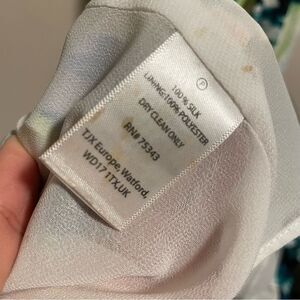 Ⓟ
100% SILK
LINING 100% POLYESTER
DRY CLEAN ONLY
RN# 75343
TJX Europe, Watford,
WD17 1TX, UK